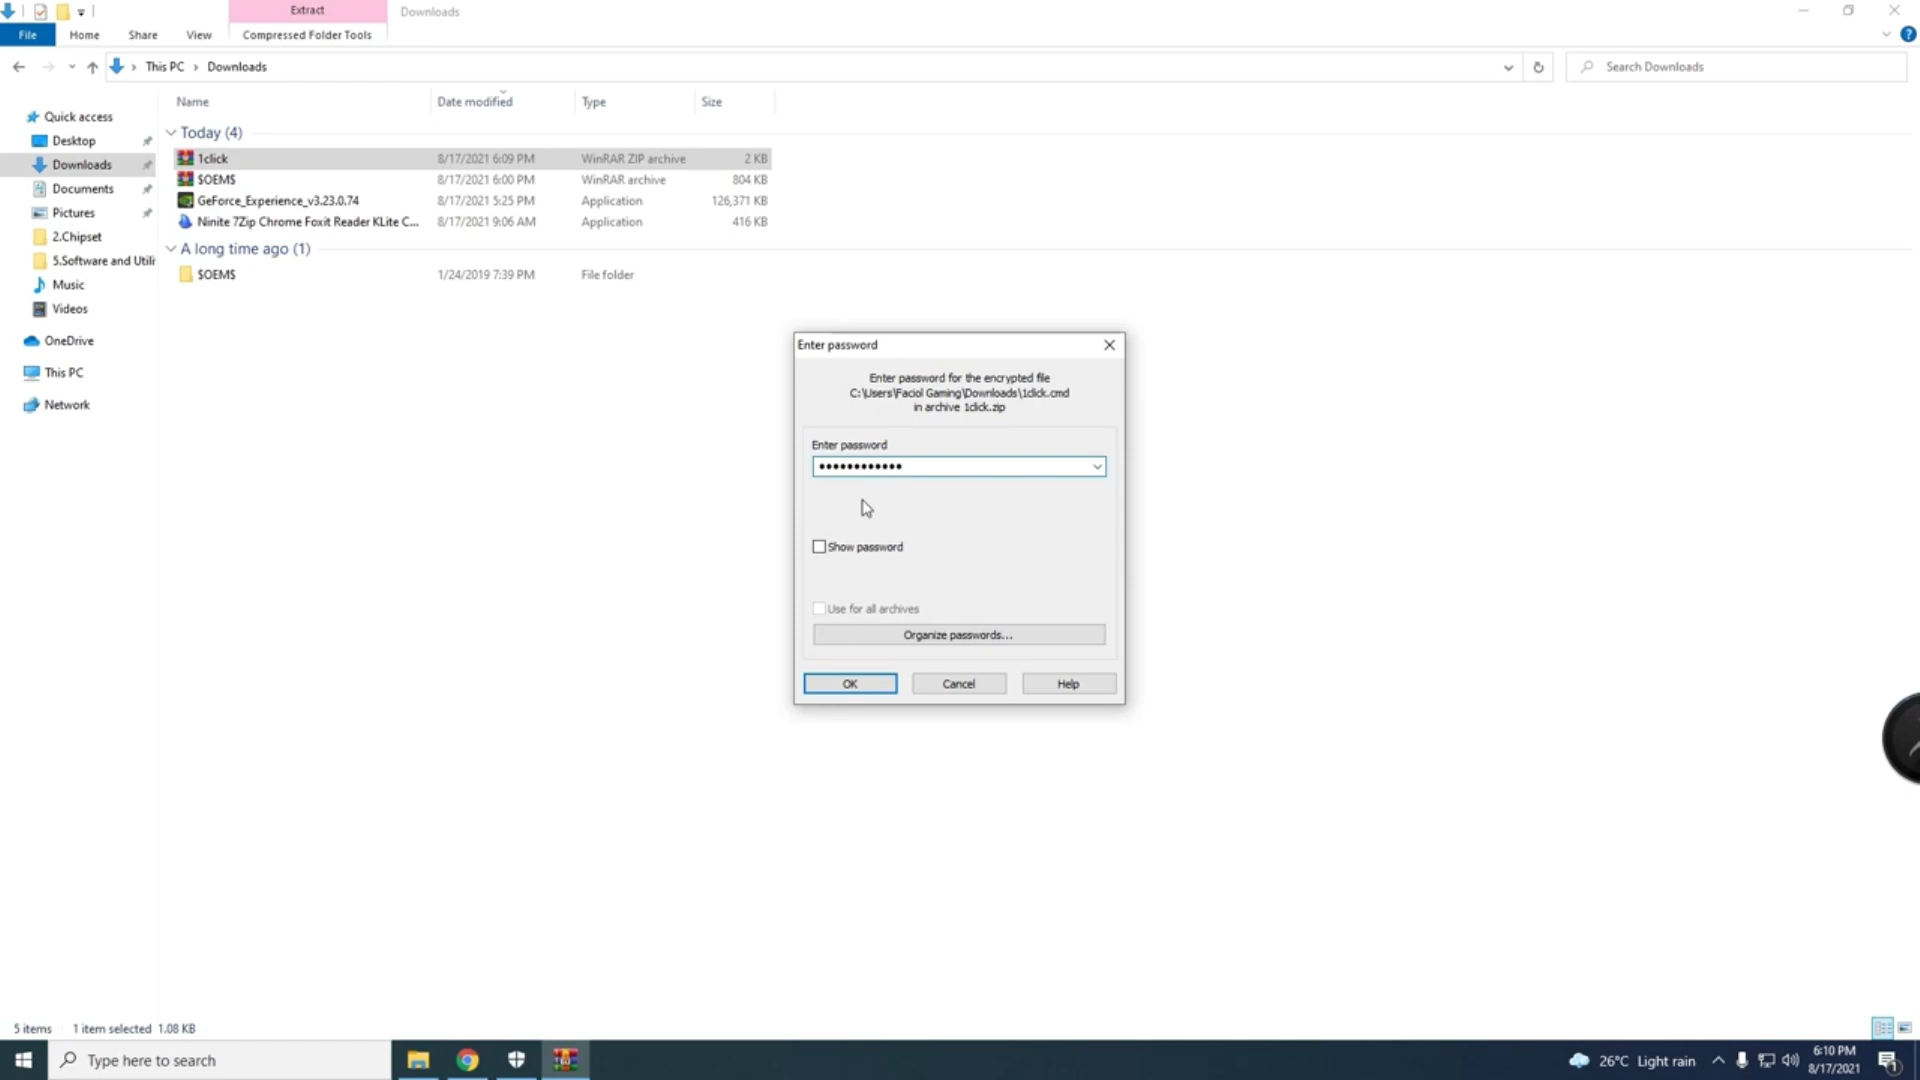 Extract
Downloads
File
Home
Share
View
Compressed Folder Tools
This PC
Downloads
Search Downloads
Name
Date modified
Type
Size
Quick access
Desktop
Downloads
Documents
Pictures
2.Chipset
5.Software and Utili
Music
Videos
OneDrive
This PC
Network
Today (4)
1click 8/17/2021 6:09 PM WinRAR ZIP archive 2 KB
$OEM$ 8/17/2021 6:00 PM WinRAR archive 804 KB
GeForce_Experience_v3.23.0.74 8/17/2021 5:25 PM Application 126,371 KB
Ninite 7Zip Chrome Foxit Reader KLite C... 8/17/2021 9:06 AM Application 416 KB
A long time ago (1)
$OEM$ 1/24/2019 7:39 PM File folder
Enter password
Enter password for the encrypted file
C:\Users\Faciol Gaming\Downloads\1click.cmd
in archive 1click.zip
Enter password
Show password
Use for all archives
Organize passwords...
OK
Cancel
Help
5 items 1 item selected 1.08 KB
Type here to search
26°C Light rain
6:10 PM
8/17/2021
1